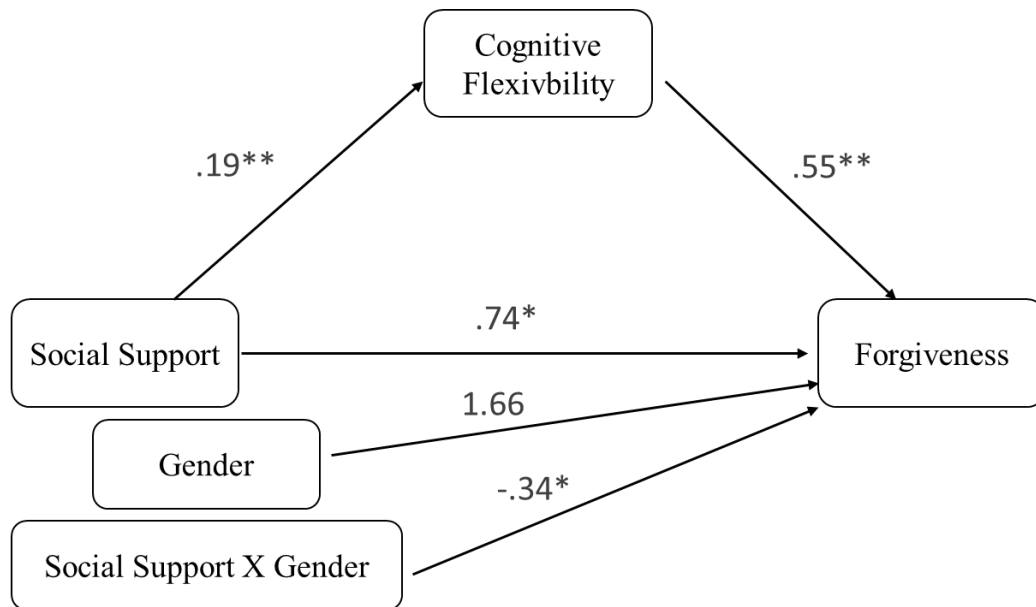 Cognitive
Flexivbility
.19**
.55**
.74*
Social Support
Forgiveness
1.66
Gender
-.34*
Social Support X Gender